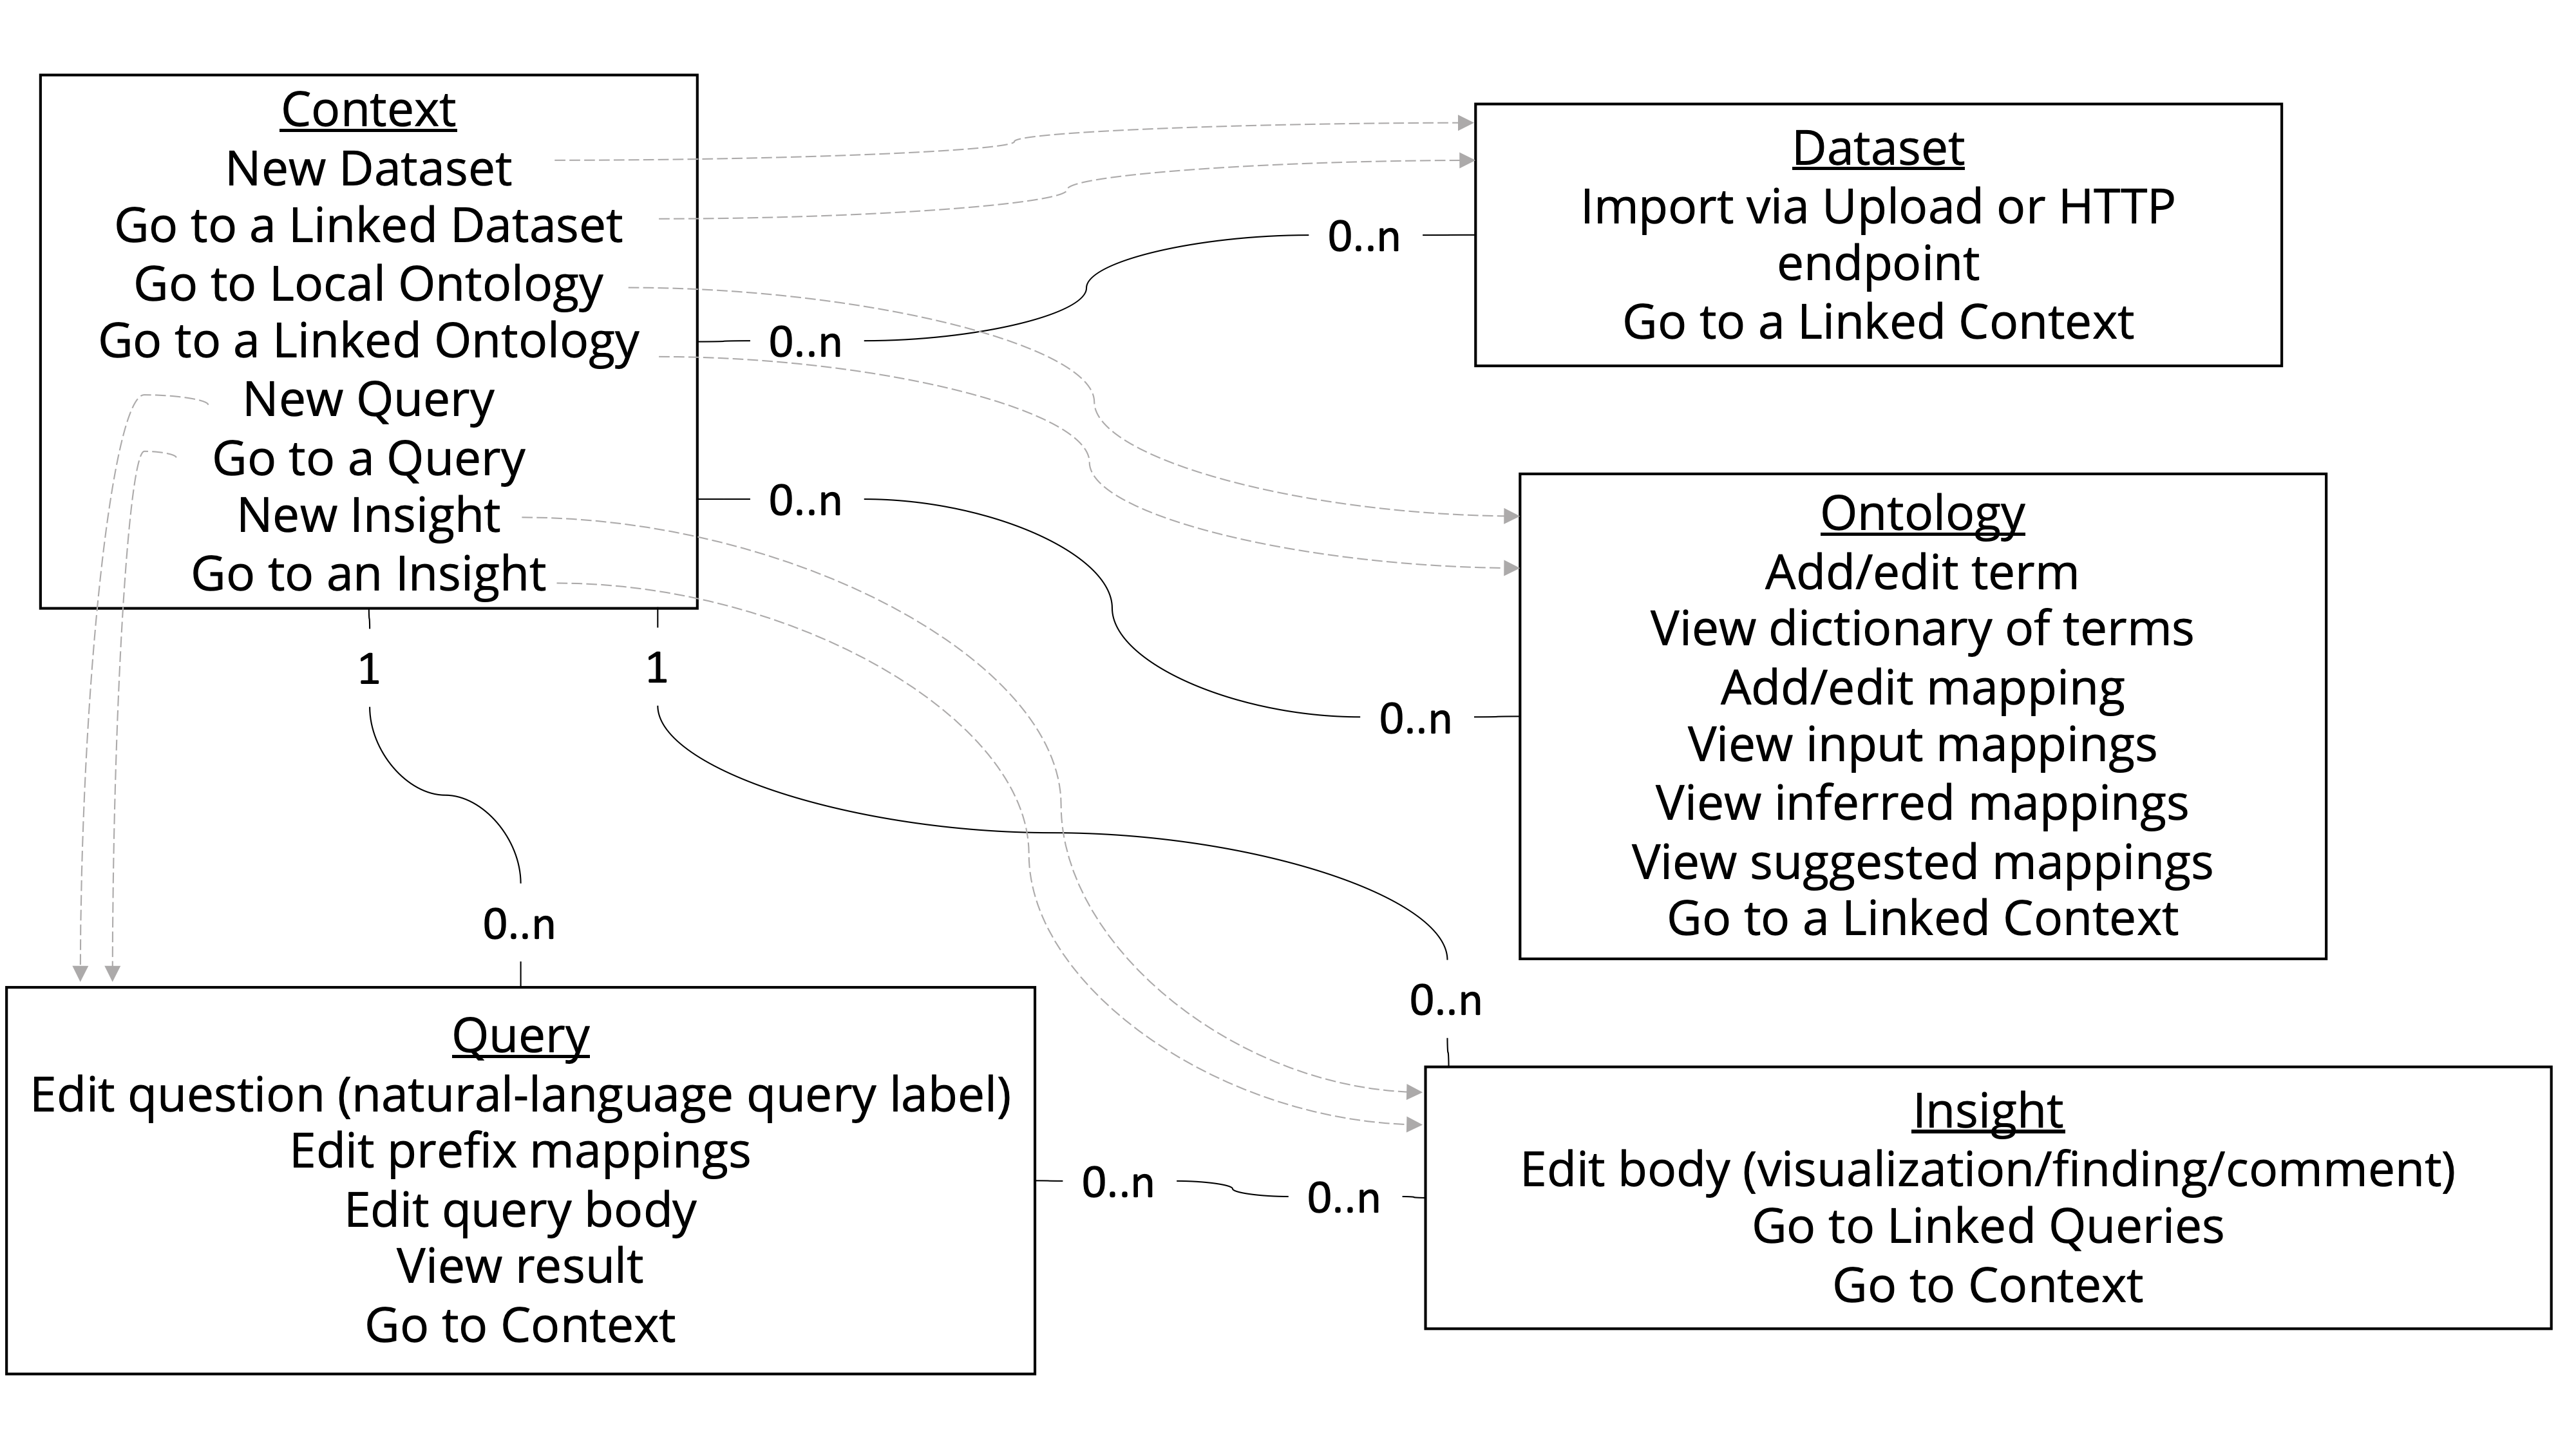 Context
New Dataset
Go to a Linked Dataset
Go to Local Ontology
Go to a Linked Ontology
New Query
Go to a Query
New Insight
Go to an Insight
0..n
0..n
Dataset
Import via Upload or HTTP
endpoint
Go to a Linked Context
0..n
0..n
Ontology
Add/edit term
View dictionary of terms
Add/edit mapping
View input mappings
View inferred mappings
View suggested mappings
Go to a Linked Context
1
1
0..n
0..n
Query
Edit question (natural-language query label)
Edit prefix mappings
Edit query body
View result
Go to Context
0..n
0..n
Insight
Edit body (visualization/finding/comment)
Go to Linked Queries
Go to Context